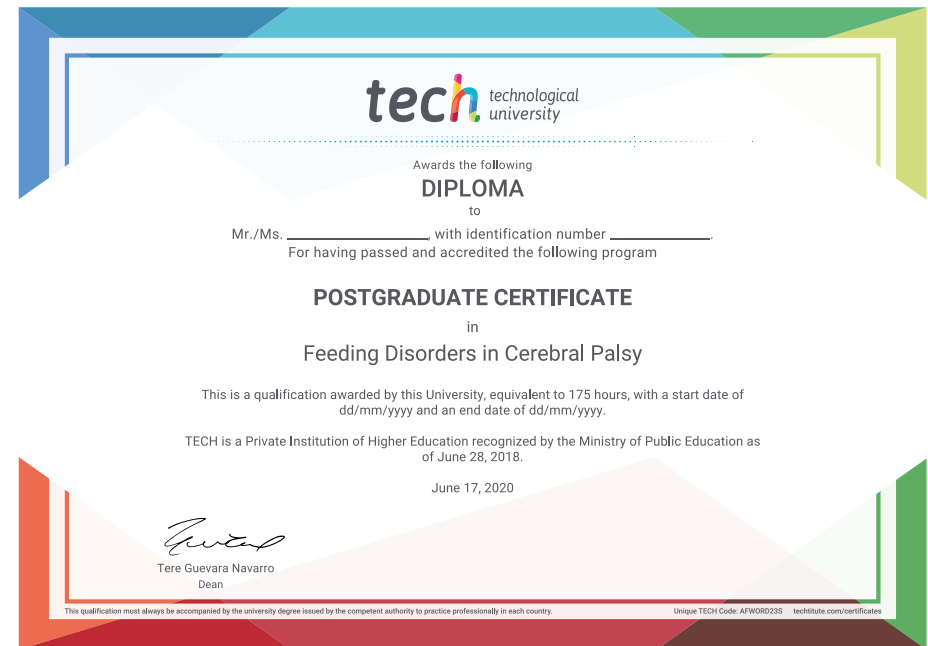 tech technological
university
Awards the following
DIPLOMA
to
Mr./Ms. ____________________, with identification number ______________.
For having passed and accredited the following program
POSTGRADUATE CERTIFICATE
in
Feeding Disorders in Cerebral Palsy
This is a qualification awarded by this University, equivalent to 175 hours, with a start date of
dd/mm/yyyy and an end date of dd/mm/yyyy.
TECH is a Private Institution of Higher Education recognized by the Ministry of Public Education as
of June 28, 2018.
June 17, 2020
Tere Guevara Navarro
Dean
This qualification must always be accompanied by the university degree issued by the competent authority to practice professionally in each country.
Unique TECH Code: AFWORD23S techtitute.com/certificates